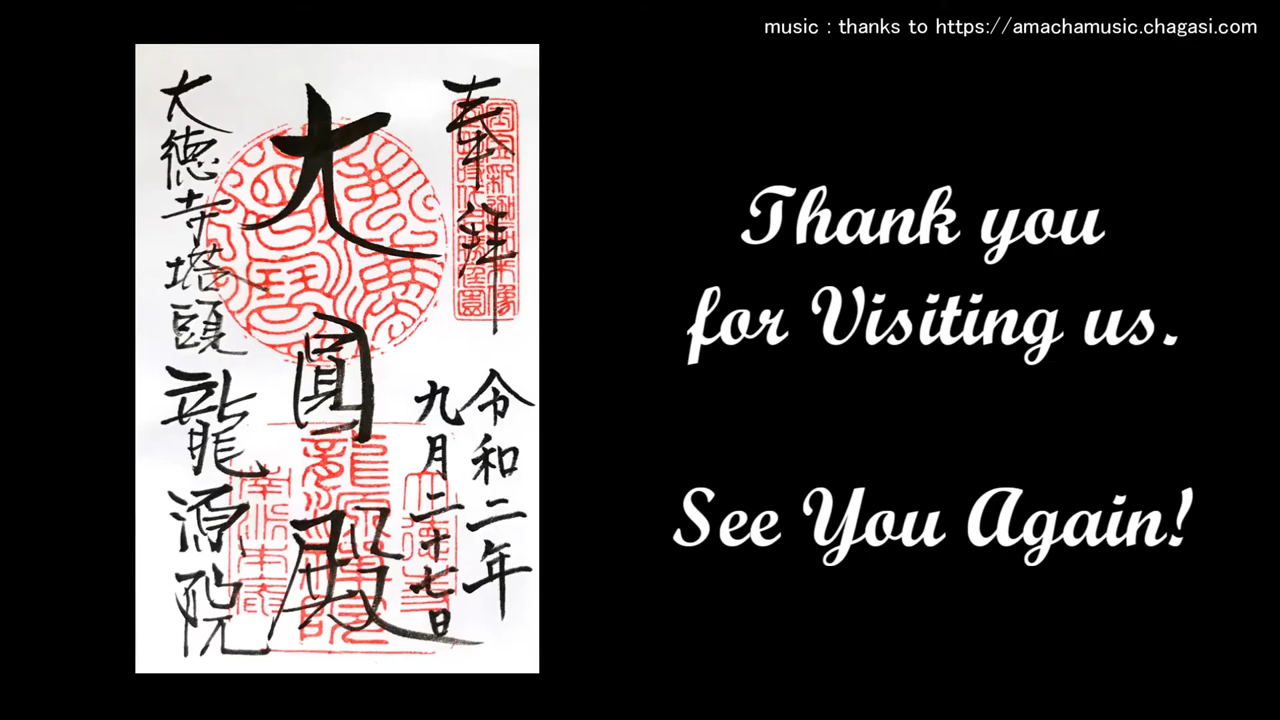 music : thanks to https://amachamusic.chagasi.com
奉拝
令和二年
九月二十七日
大圓殿
大徳寺塔頭龍源院
Thank you
for Visiting us.
See You Again!